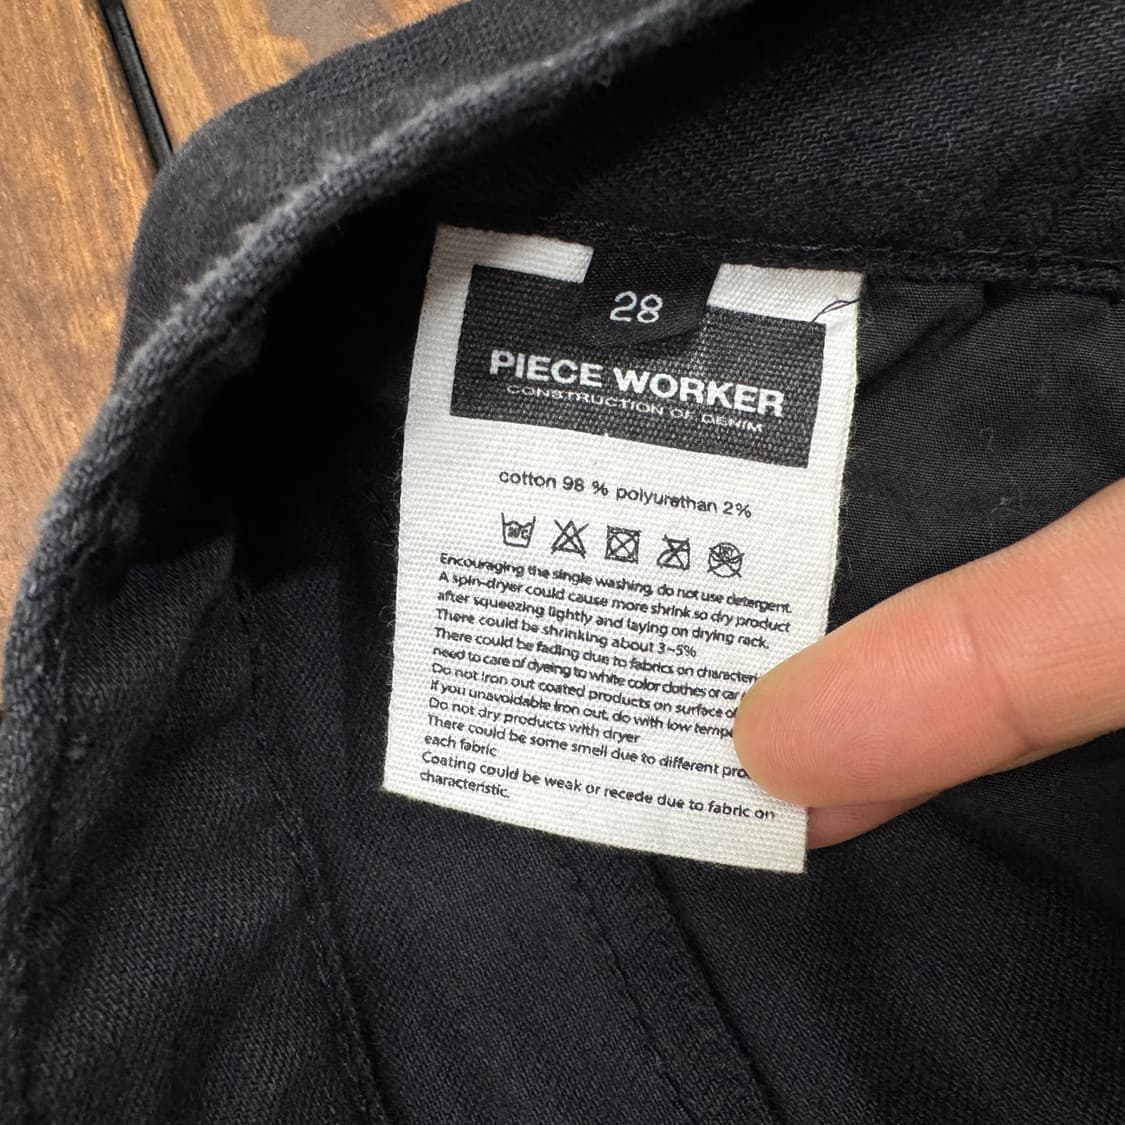 28
PIECE WORKER
CONSTRUCTION OF DENIM
cotton 98 % polyurethan 2%
Encouraging the single washing, do not use detergent.
A spin-dryer could cause more shrink so dry product
after squeezing lightly and laying on drying rack.
There could be shrinking about 3~5%
There could be fading due to fabrics on characteri
need to care of dyeing to white color clothes or car
Do not iron out coated products on surface of
If you unavoidable iron out, do with low tempe
Do not dry products with dryer
There could be some smell due to different pro
each fabric
Coating could be weak or recede due to fabric on
characteristic.